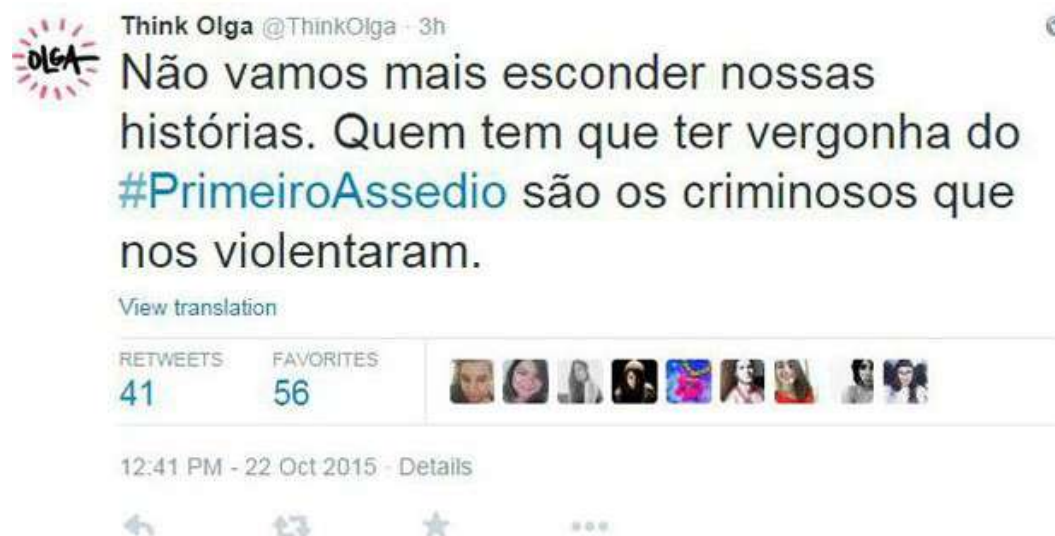 Think Olga @ThinkOlga · 3h
OLGA
Não vamos mais esconder nossas
histórias. Quem tem que ter vergonha do
#PrimeiroAssedio são os criminosos que
nos violentaram.
View translation
RETWEETS FAVORITES
41 56
12:41 PM - 22 Oct 2015 · Details